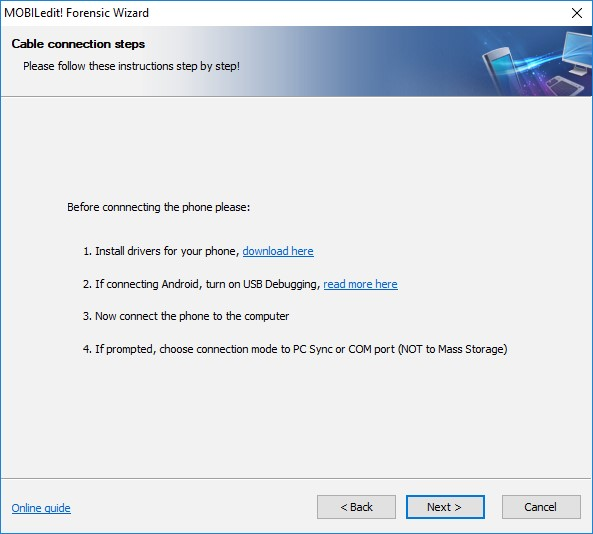 MOBILedit! Forensic Wizard
Cable connection steps
Please follow these instructions step by step!
Before connnecting the phone please:
1. Install drivers for your phone, download here
2. If connecting Android, turn on USB Debugging, read more here
3. Now connect the phone to the computer
4. If prompted, choose connection mode to PC Sync or COM port (NOT to Mass Storage)
Online guide
< Back
Next >
Cancel